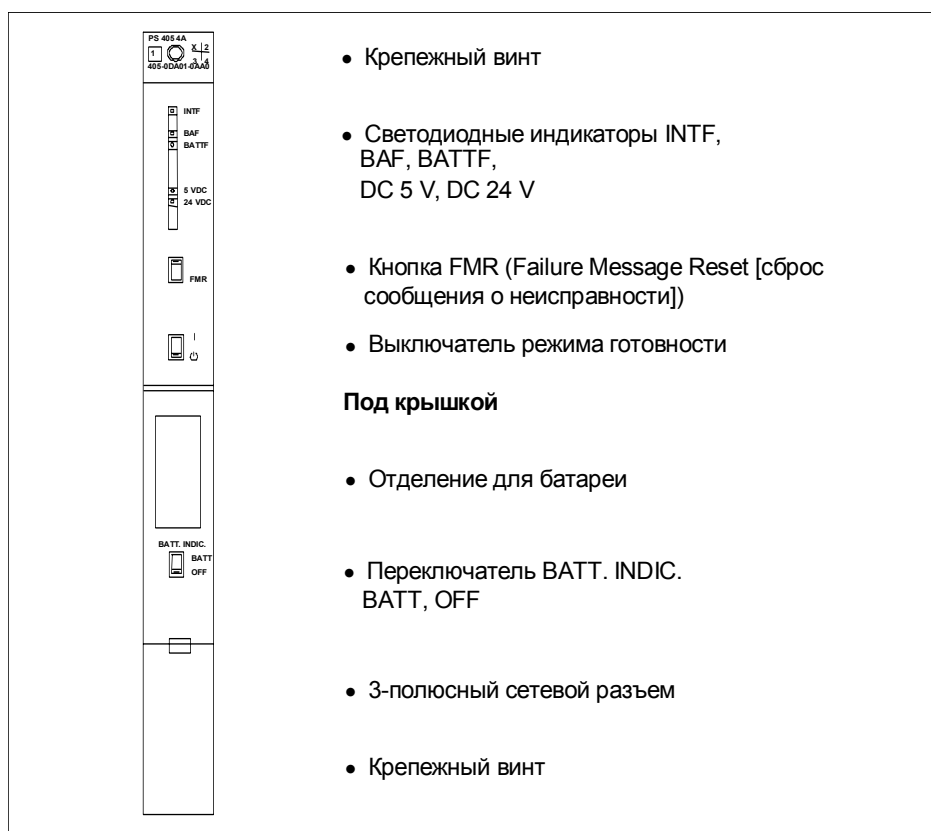 PS 405 4A
1
X 2
3 4
405-0DA01-0AA0
• Крепежный винт
INTF
BAF
BATTF
5 VDC
24 VDC
• Светодиодные индикаторы INTF,
BAF, BATTF,
DC 5 V, DC 24 V
FMR
• Кнопка FMR (Failure Message Reset [сброс
сообщения о неисправности])
I
• Выключатель режима готовности
Под крышкой
• Отделение для батареи
BATT. INDIC.
BATT
OFF
• Переключатель BATT. INDIC.
BATT, OFF
• 3-полюсный сетевой разъем
• Крепежный винт